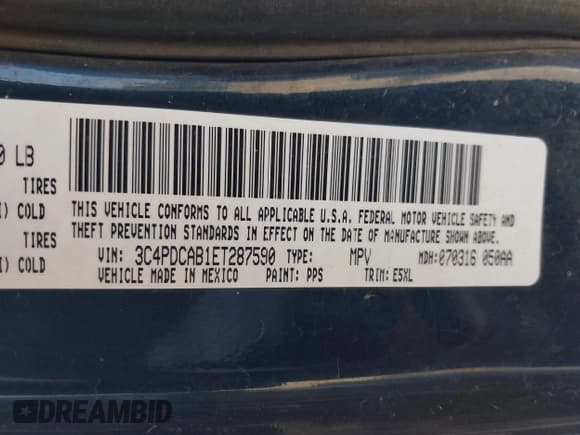 0 LB
TIRES
) COLD
TIRES
) COLD
THIS VEHICLE CONFORMS TO ALL APPLICABLE U.S.A. FEDERAL MOTOR VEHICLE SAFETY AND
THEFT PREVENTION STANDARDS IN EFFECT ON THE DATE OF MANUFACTURE SHOWN ABOVE.
VIN: 3C4PDCAB1ET287590 TYPE: MPV MDH: 070316 050AA
VEHICLE MADE IN MEXICO PAINT: PPS TRIM: E5XL
DREAMBID